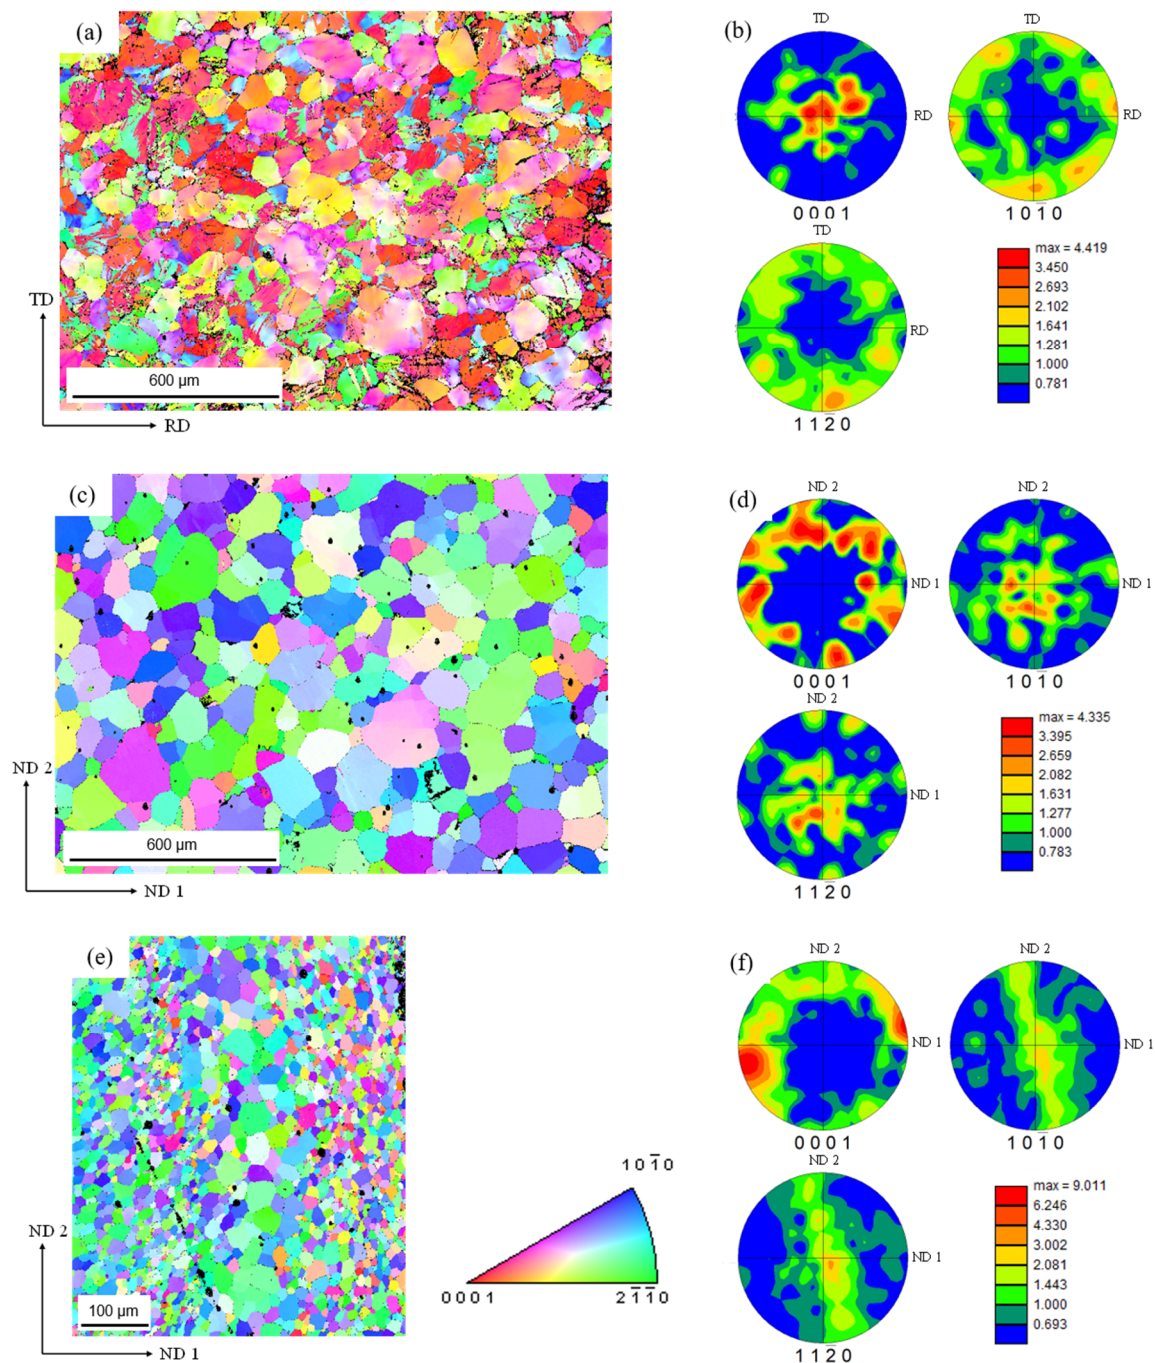 (a)
TD
600 µm
RD
(b)
TD
RD
0 0 0 1
TD
RD
1 0 1̄ 0
TD
RD
1 1 2̄ 0
max = 4.419
3.450
2.693
2.102
1.641
1.281
1.000
0.781
(c)
ND 2
600 µm
ND 1
(d)
ND 2
ND 1
0 0 0 1
ND 2
ND 1
1 0 1̄ 0
ND 2
ND 1
1 1 2̄ 0
max = 4.335
3.395
2.659
2.082
1.631
1.277
1.000
0.783
(e)
ND 2
100 µm
ND 1
1 0 1̄ 0
0 0 0 1
2 1̄ 1̄ 0
(f)
ND 2
ND 1
0 0 0 1
ND 2
ND 1
1 0 1̄ 0
ND 2
ND 1
1 1 2̄ 0
max = 9.011
6.246
4.330
3.002
2.081
1.443
1.000
0.693